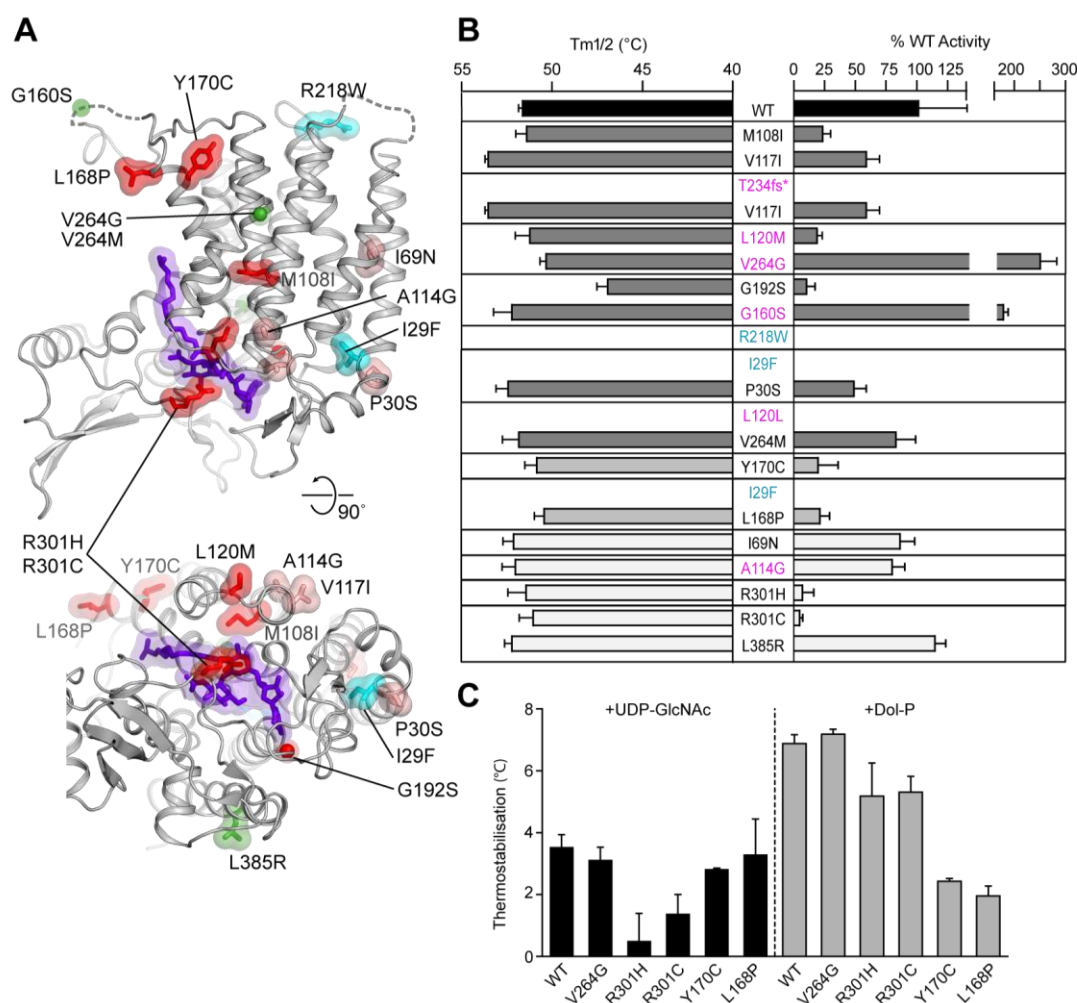 A
G160S
Y170C
R218W
L168P
V264G
V264M
I69N
M108I
A114G
I29F
P30S
90°
R301H
R301C
Y170C
L120M
A114G
V117I
L168P
M108I
P30S
I29F
G192S
L385R
B
Tm1/2 (°C)
% WT Activity
55 50 45 40 0 25 50 75 100 125 200 300
WT
M108I
V117I
T234fs*
V117I
L120M
V264G
G192S
G160S
R218W
I29F
P30S
L120L
V264M
Y170C
I29F
L168P
I69N
A114G
R301H
R301C
L385R
C
+UDP-GlcNAc +Dol-P
Thermostabilisation (°C)
8
6
4
2
0
WT V264G R301H R301C Y170C L168P WT V264G R301H R301C Y170C L168P